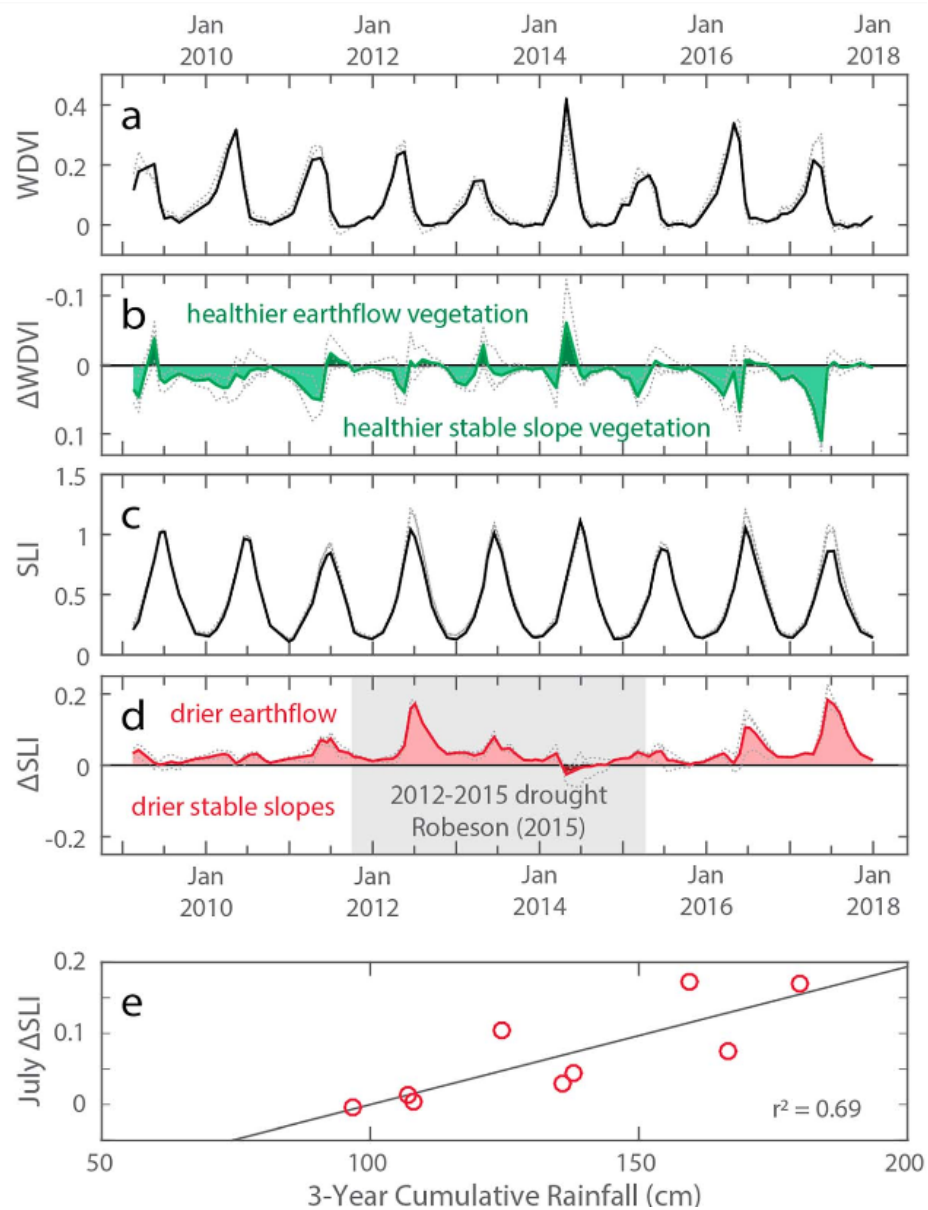 Jan Jan Jan Jan Jan
2010 2012 2014 2016 2018
a
WDVI
0.4
0.2
0
b
ΔWDVI
-0.1
0
0.1
healthier earthflow vegetation
healthier stable slope vegetation
c
SLI
1.5
1
0.5
0
d
ΔSLI
0.2
0
-0.2
drier earthflow
drier stable slopes
2012-2015 drought
Robeson (2015)
Jan Jan Jan Jan Jan
2010 2012 2014 2016 2018
e
July ΔSLI
0.2
0.1
0
r² = 0.69
50 100 150 200
3-Year Cumulative Rainfall (cm)